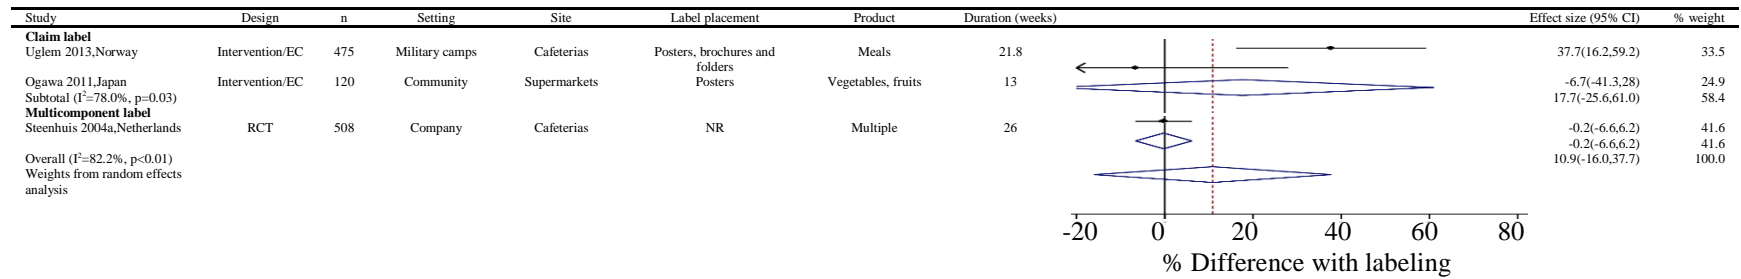 Study Design n Setting Site Label placement Product Duration (weeks) Effect size (95% CI) % weight
Claim label
Uglem 2013,Norway Intervention/EC 475 Military camps Cafeterias Posters, brochures and folders Meals 21.8 37.7(16.2,59.2) 33.5
Ogawa 2011,Japan Intervention/EC 120 Community Supermarkets Posters Vegetables, fruits 13 -6.7(-41.3,28) 24.9
Subtotal (I²=78.0%, p=0.03) 17.7(-25.6,61.0) 58.4
Multicomponent label
Steenhuis 2004a,Netherlands RCT 508 Company Cafeterias NR Multiple 26 -0.2(-6.6,6.2) 41.6
-0.2(-6.6,6.2) 41.6
Overall (I²=82.2%, p<0.01) 10.9(-16.0,37.7) 100.0
Weights from random effects
analysis
-20 0 20 40 60 80
% Difference with labeling